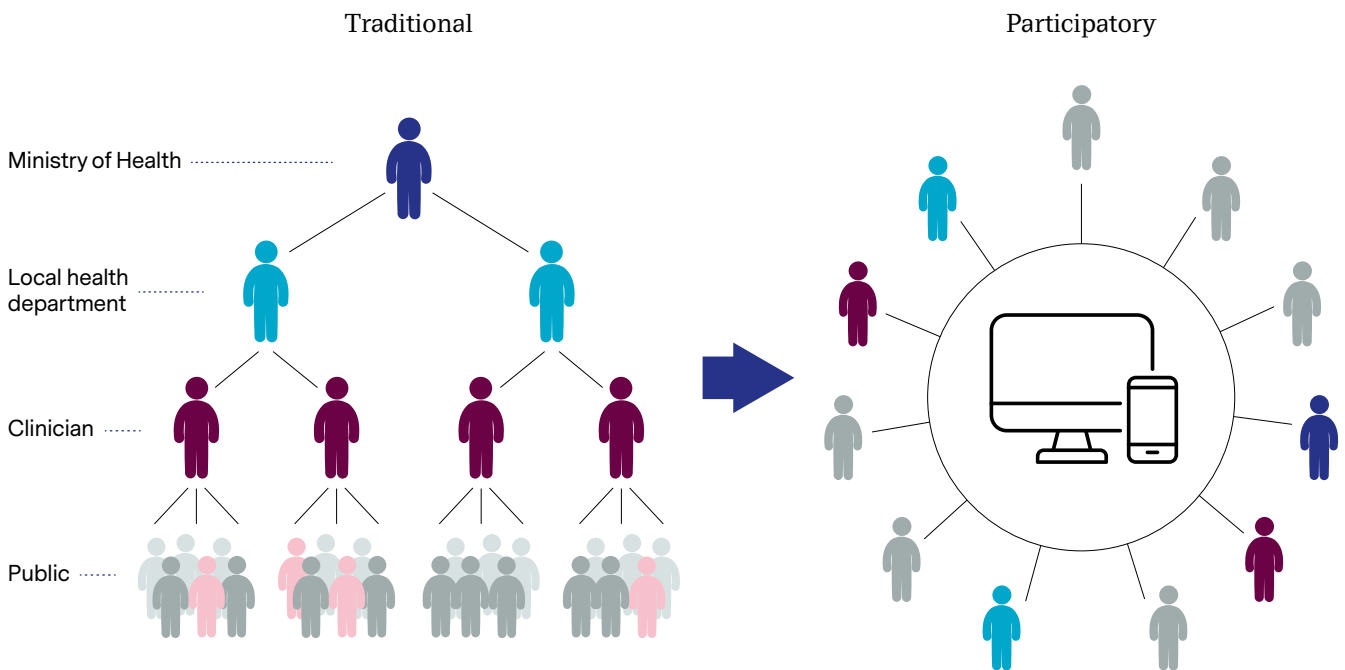 Traditional
Participatory
Ministry of Health
Local health
department
Clinician
Public